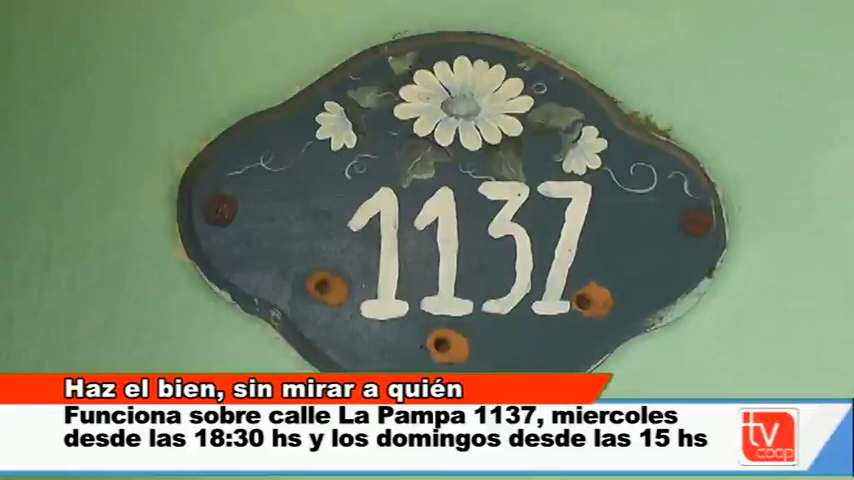 1137
Haz el bien, sin mirar a quién
Funciona sobre calle La Pampa 1137, miercoles
desde las 18:30 hs y los domingos desde las 15 hs
tv
coop